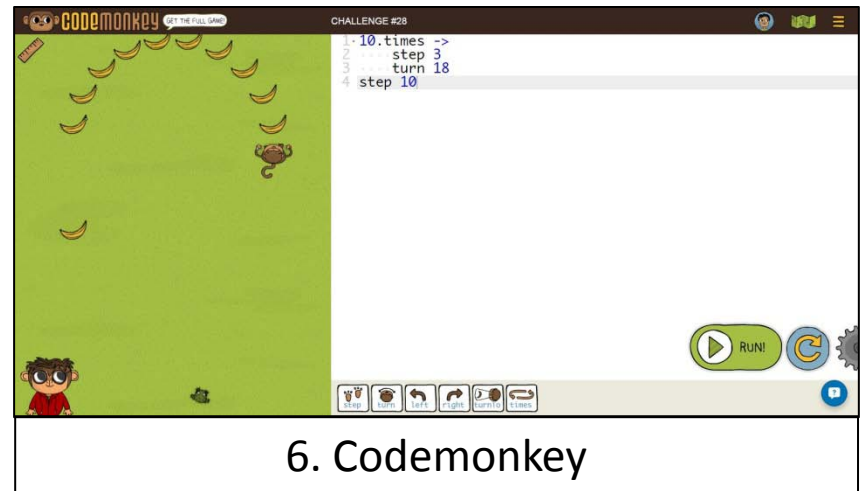 CODEMONKEY GET THE FULL GAME! CHALLENGE #28
1 10.times ->
2 step 3
3 turn 18
4 step 10
RUN!
step turn left right turnTo times
?
6. Codemonkey